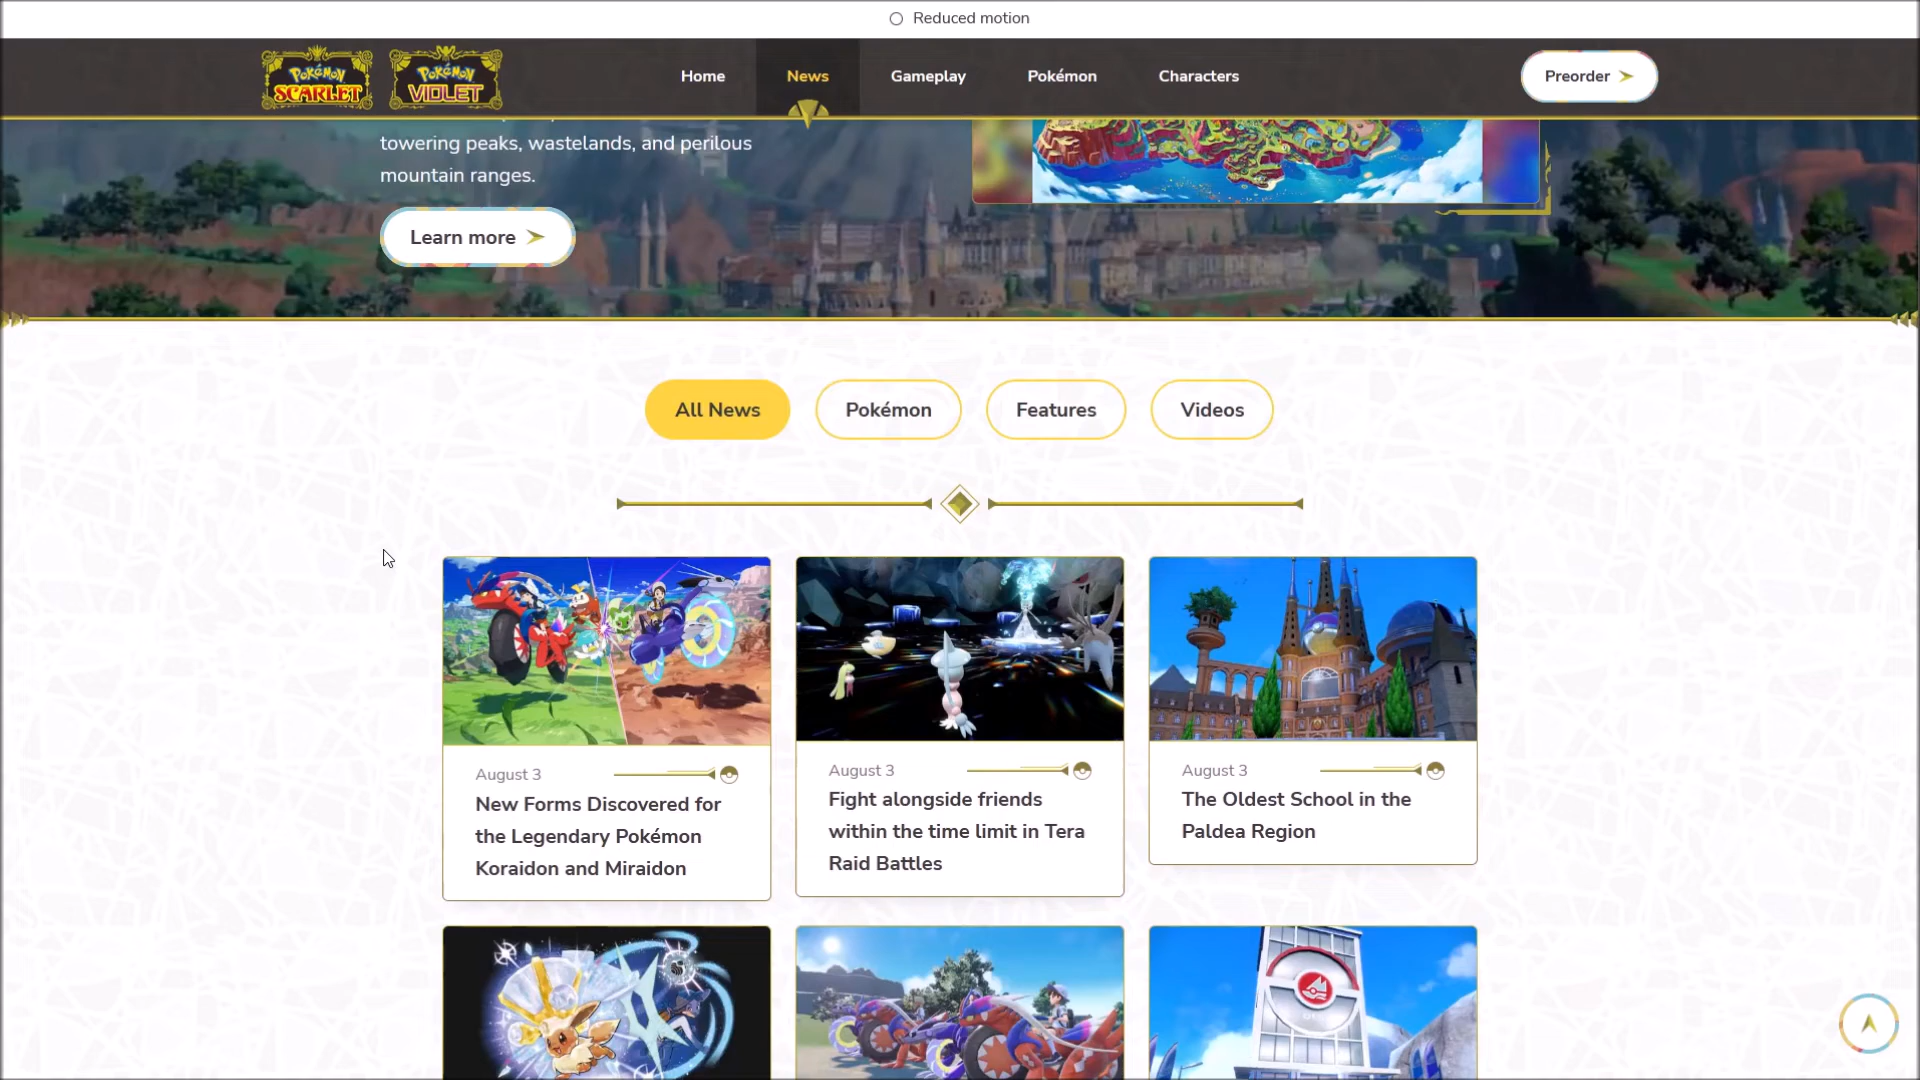 Reduced motion
Pokémon
SCARLET
Pokémon
VIOLET
Home
News
Gameplay
Pokémon
Characters
Preorder
towering peaks, wastelands, and perilous
mountain ranges.
Learn more
All News
Pokémon
Features
Videos
August 3
New Forms Discovered for
the Legendary Pokémon
Koraidon and Miraidon
August 3
Fight alongside friends
within the time limit in Tera
Raid Battles
August 3
The Oldest School in the
Paldea Region